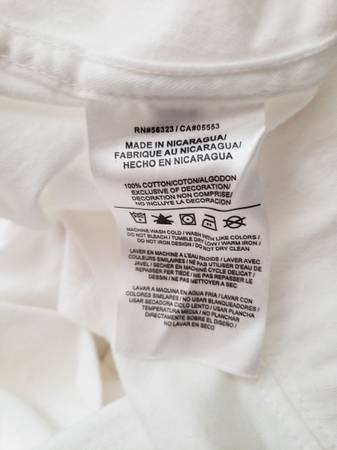 RN#56323 / CA#05553
MADE IN NICARAGUA/
FABRIQUE AU NICARAGUA/
HECHO EN NICARAGUA
100% COTTON/COTON/ALGODON
EXCLUSIVE OF DECORATION/
DECORATION NON COMPRISE/
NO INCLUYE LA DECORACIÓN
MACHINE WASH COLD / WASH WITH LIKE COLORS /
DO NOT BLEACH / TUMBLE DRY LOW / WARM IRON /
DO NOT IRON DESIGN / DO NOT DRY CLEAN
LAVER EN MACHINE A L'EAU FROIDE / LAVER AVEC
COULEURS SIMILAIRES / NE PAS UTILISER D'EAU DE
JAVEL / SECHER EN MACHINE CYCLE DELICAT /
REPASSER FER TIEDE / NE PAS REPASSER LE
DESSIN / NE PAS METTOYER A SEC
LAVAR A MAQUINA EN AGUA FRIA / LAVAR CON
COLORES SIMILARES / NO USAR BLANQUEADORES /
USAR SECADORA CICLO LENTO / USAR PLANCHA
TEMPERATURA MEDIA / NO PLANCHAR
DIRECTAMENTE SOBRE EL DISEÑO /
NO LAVAR EN SECO